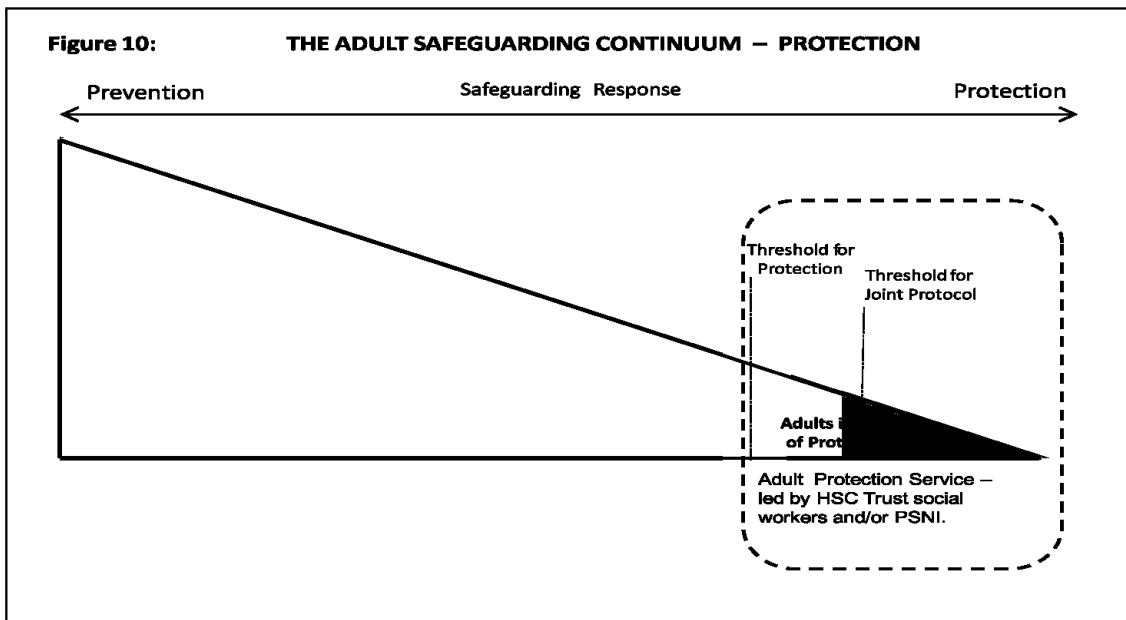 Figure 10: THE ADULT SAFEGUARDING CONTINUUM – PROTECTION
Prevention Safeguarding Response Protection
Threshold for
Protection
Threshold for
Joint Protocol
Adults
of
Adult Protection Service –
led by HSC Trust social
workers and/or PSNI.